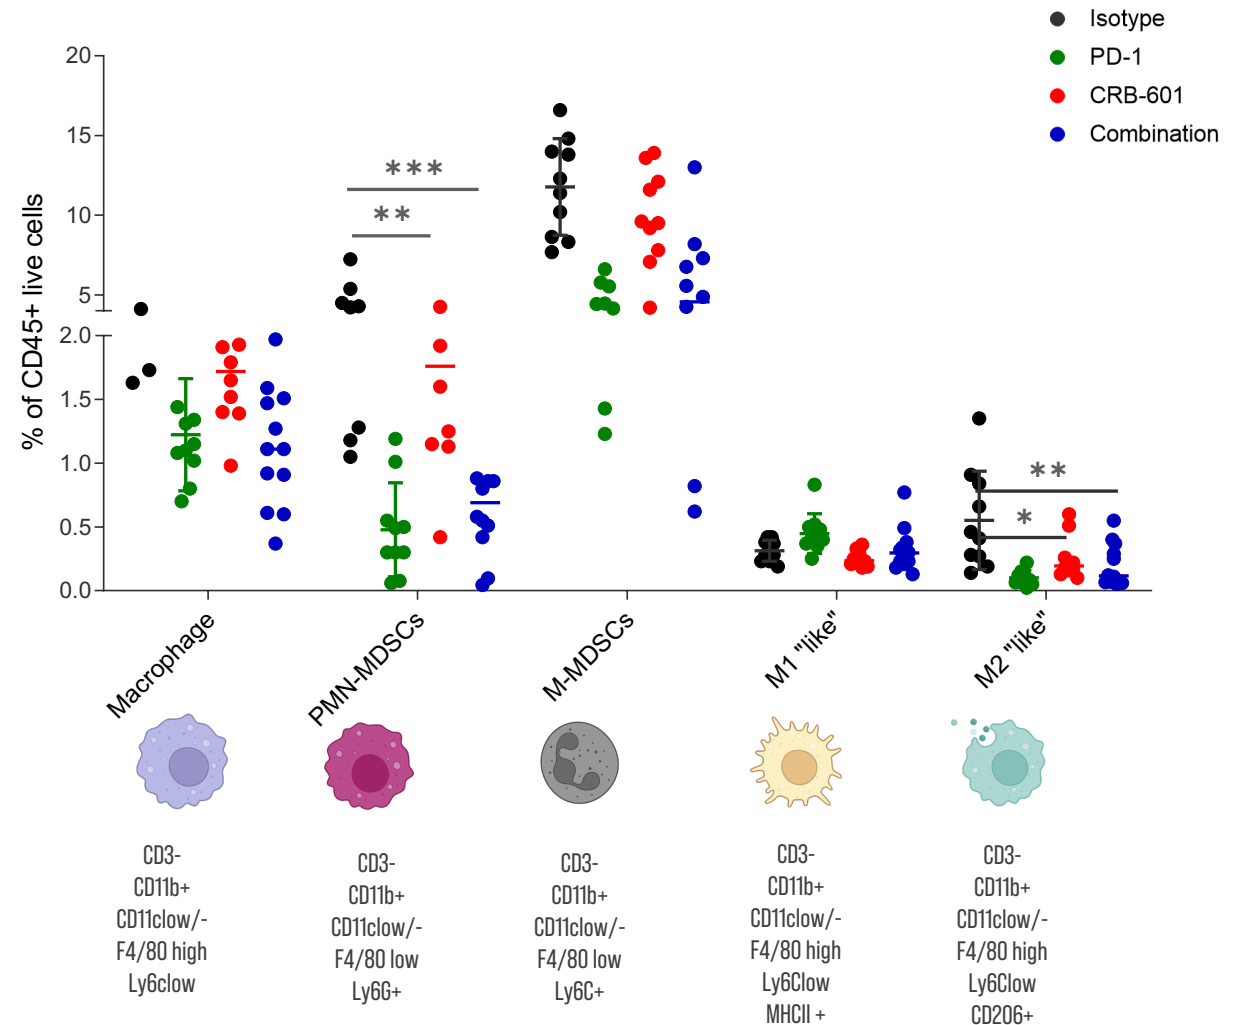 Isotype
PD-1
CRB-601
Combination
% of CD45+ live cells
20
15
10
5
2.0
1.5
1.0
0.5
0.0
***
**
**
*
Macrophage
PMN-MDSCs
M-MDSCs
M1 "like"
M2 "like"
CD3-
CD11b+
CD11clow/-
F4/80 high
Ly6clow
CD3-
CD11b+
CD11clow/-
F4/80 low
Ly6G+
CD3-
CD11b+
CD11clow/-
F4/80 low
Ly6C+
CD3-
CD11b+
CD11clow/-
F4/80 high
Ly6Clow
MHCII +
CD3-
CD11b+
CD11clow/-
F4/80 high
Ly6Clow
CD206+